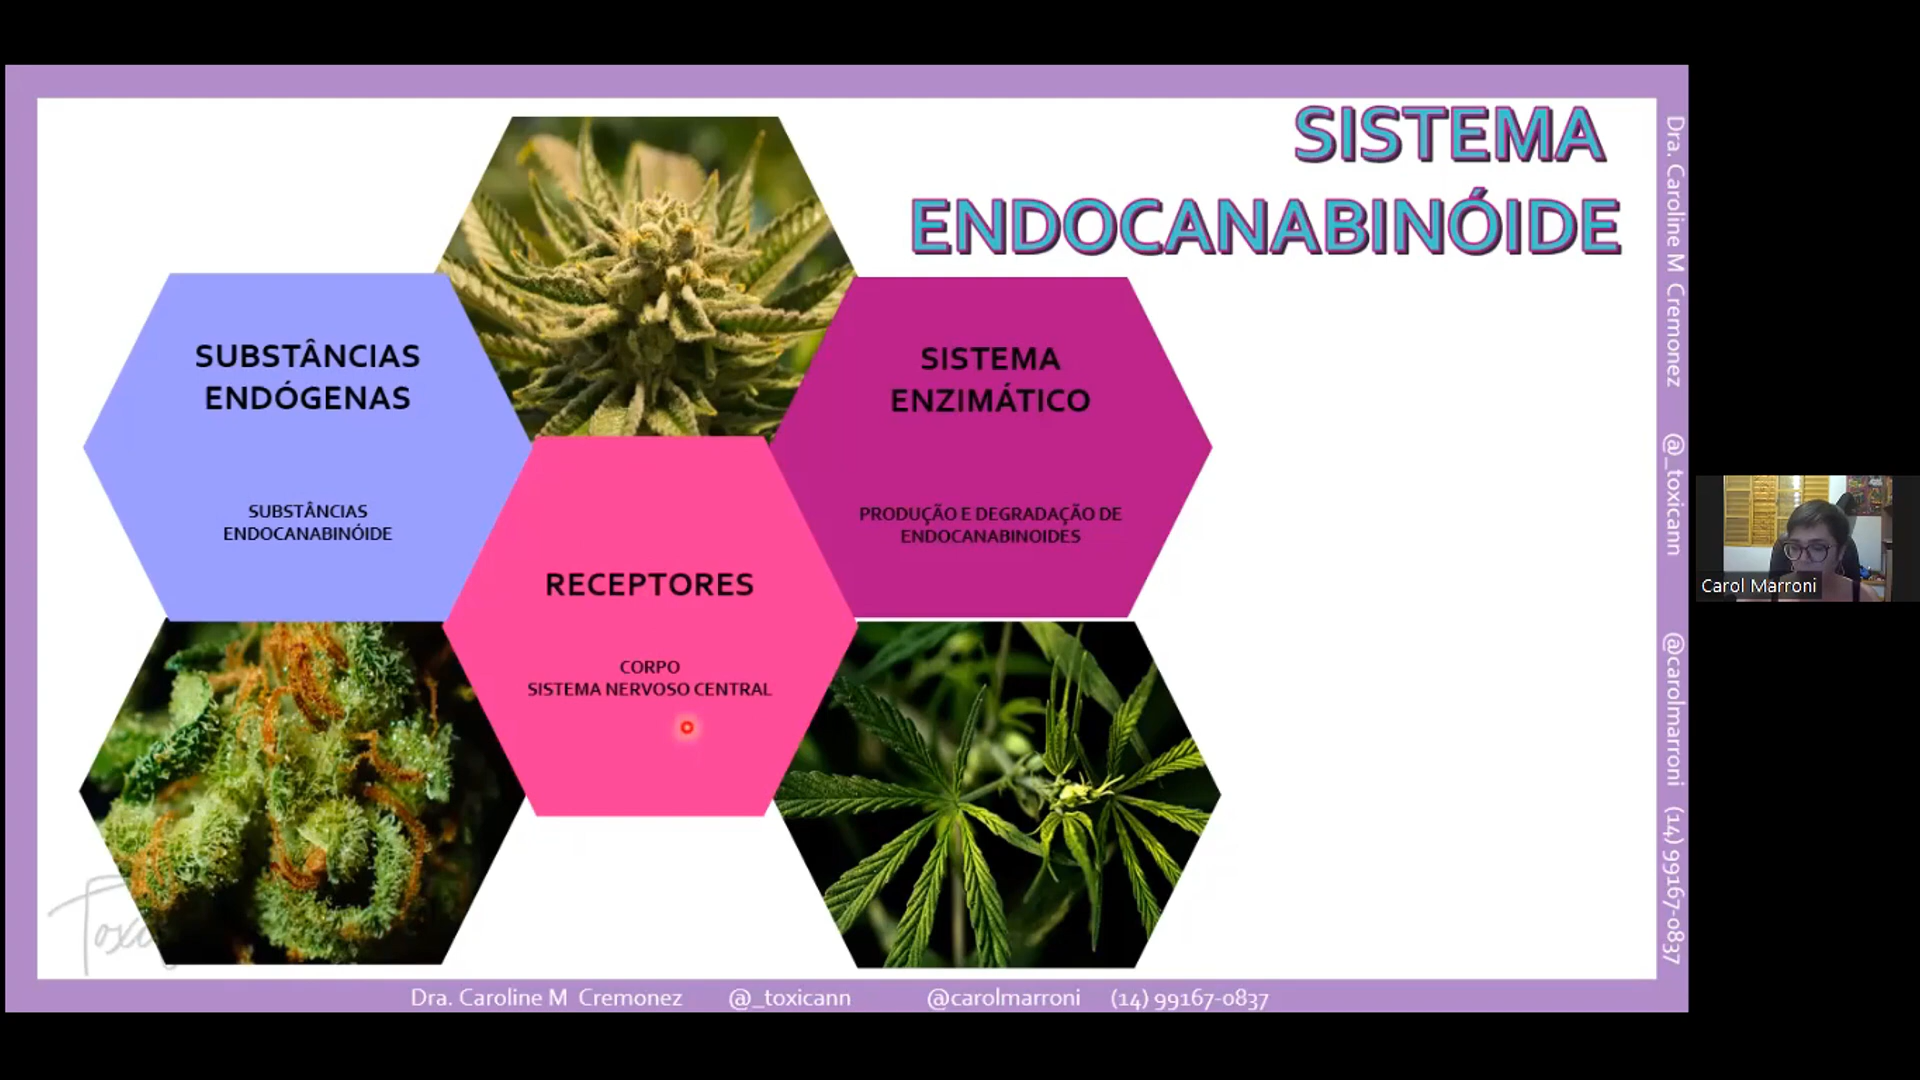 SISTEMA
ENDOCANABINÓIDE
SUBSTÂNCIAS
ENDÓGENAS
SUBSTÂNCIAS
ENDOCANABINÓIDE
SISTEMA
ENZIMÁTICO
PRODUÇÃO E DEGRADAÇÃO DE
ENDOCANABINOIDES
RECEPTORES
CORPO
SISTEMA NERVOSO CENTRAL
Dra. Caroline M Cremonez @_toxicann @carolmarroni (14) 99167-0837
Carol Marroni
Dra. Caroline M Cremonez @_toxicann @carolmarroni (14) 99167-0837